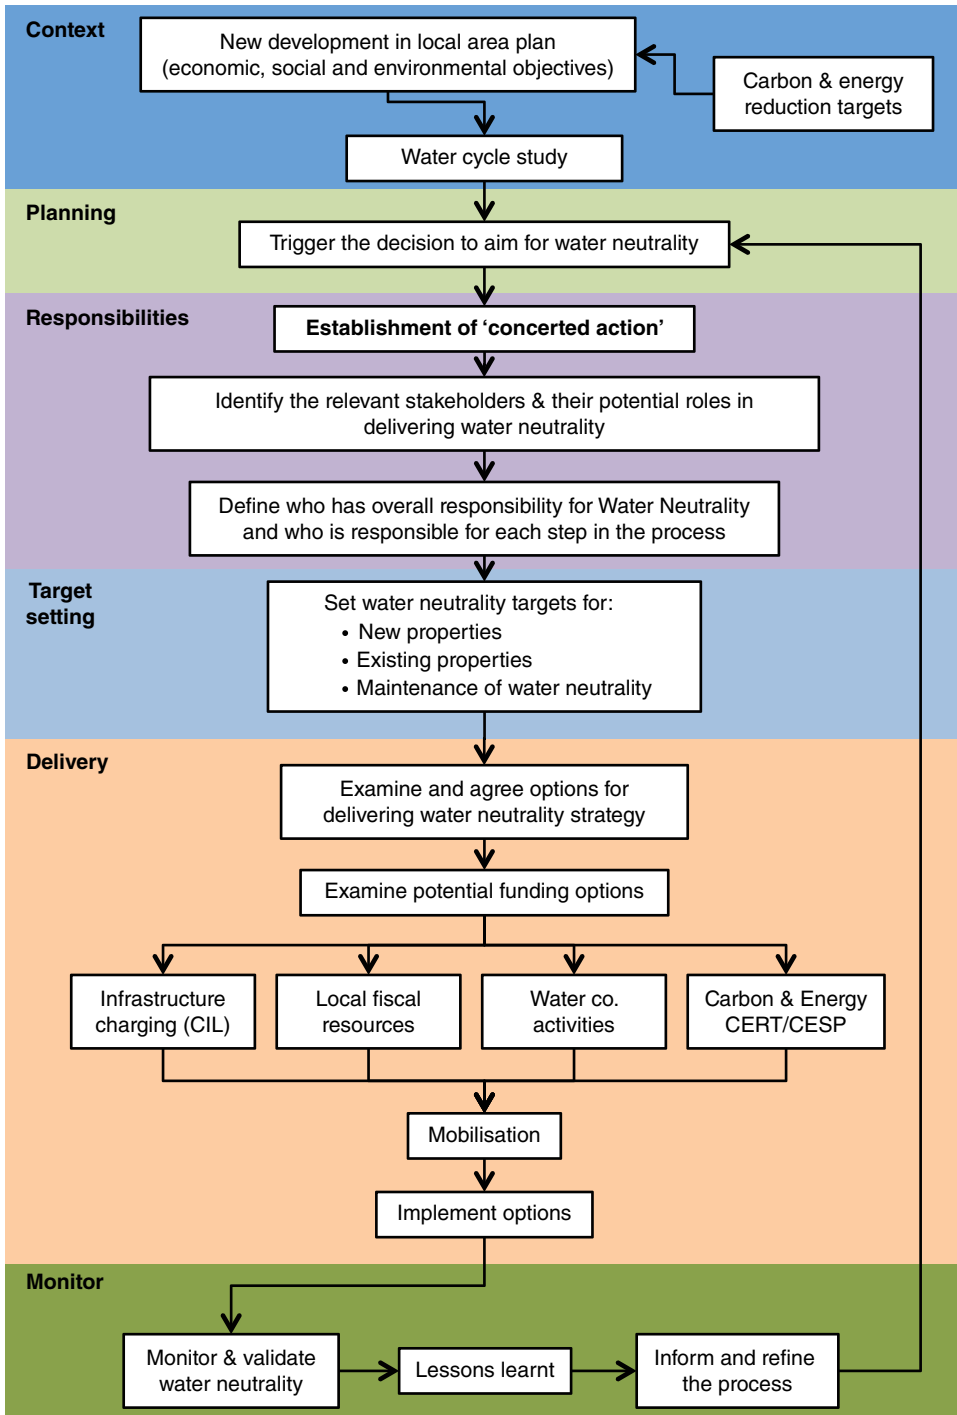 Context
New development in local area plan
(economic, social and environmental objectives)
Carbon & energy
reduction targets
Water cycle study
Planning
Trigger the decision to aim for water neutrality
Responsibilities
Establishment of ‘concerted action’
Identify the relevant stakeholders & their potential roles in
delivering water neutrality
Define who has overall responsibility for Water Neutrality
and who is responsible for each step in the process
Target
setting
Set water neutrality targets for:
• New properties
• Existing properties
• Maintenance of water neutrality
Delivery
Examine and agree options for
delivering water neutrality strategy
Examine potential funding options
Infrastructure
charging (CIL)
Local fiscal
resources
Water co.
activities
Carbon & Energy
CERT/CESP
Mobilisation
Implement options
Monitor
Monitor & validate
water neutrality
Lessons learnt
Inform and refine
the process